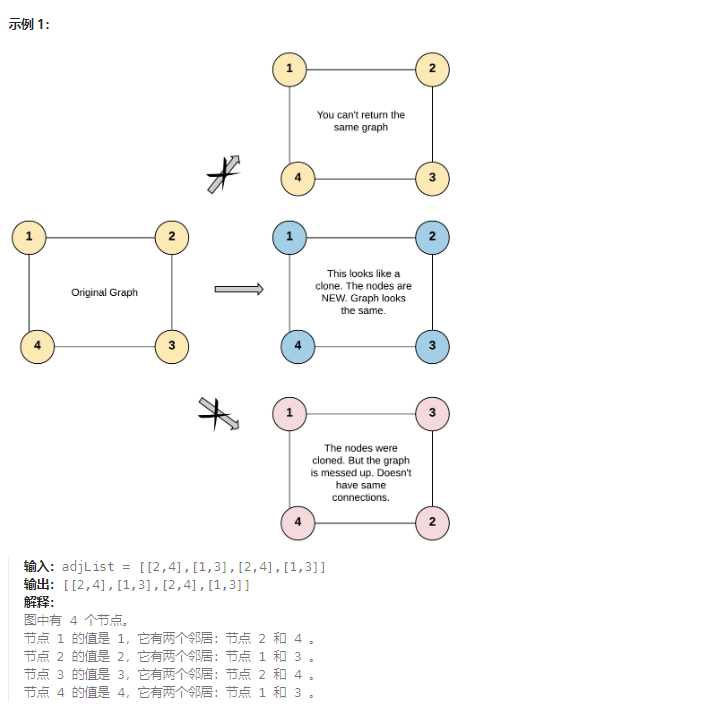 示例 1：
1
2
You can't return the
same graph
4
3
1
2
Original Graph
4
3
1
2
This looks like a
clone. The nodes are
NEW. Graph looks
the same.
4
3
1
3
The nodes were
cloned. But the graph
is messed up. Doesn't
have same
connections.
4
2
输入：adjList = [[2,4],[1,3],[2,4],[1,3]]
输出：[[2,4],[1,3],[2,4],[1,3]]
解释：
图中有 4 个节点。
节点 1 的值是 1，它有两个邻居：节点 2 和 4 。
节点 2 的值是 2，它有两个邻居：节点 1 和 3 。
节点 3 的值是 3，它有两个邻居：节点 2 和 4 。
节点 4 的值是 4，它有两个邻居：节点 1 和 3 。